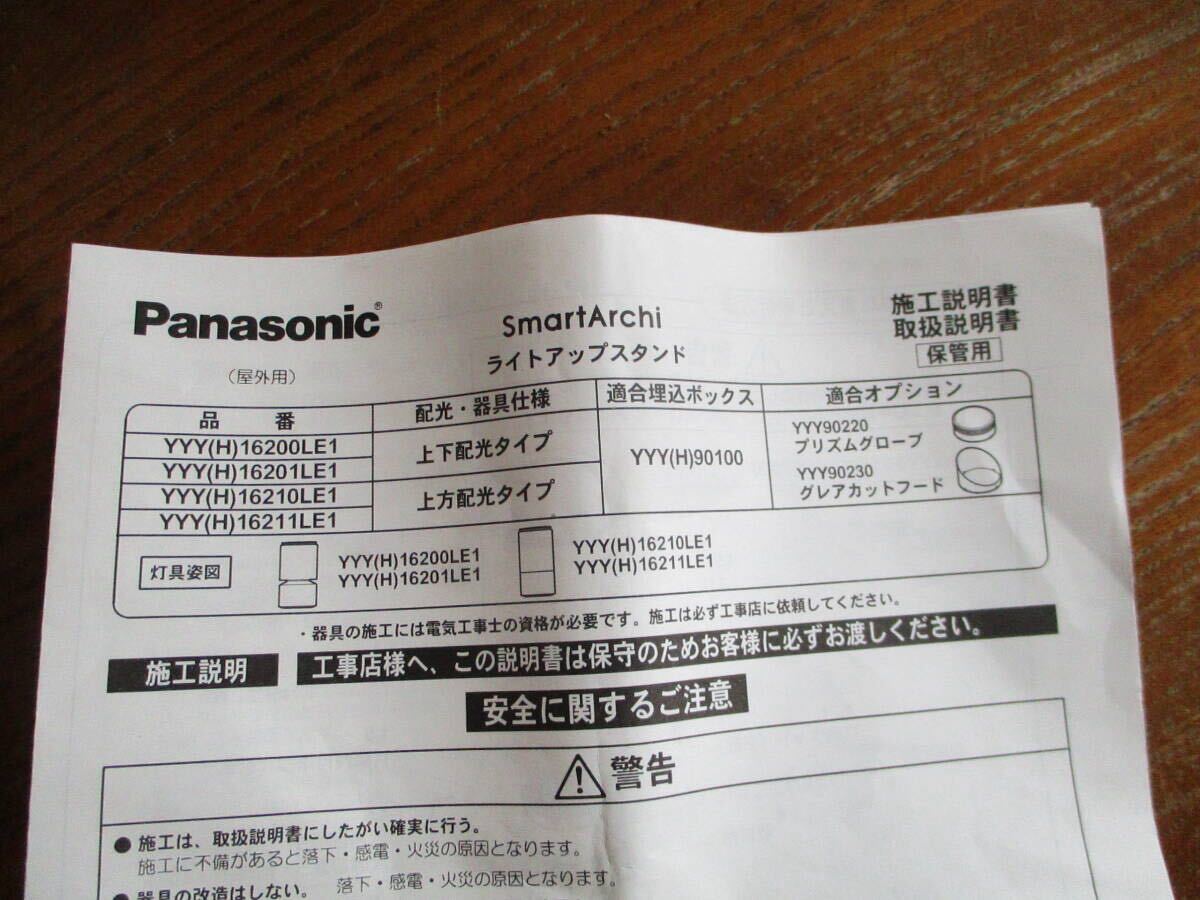 Panasonic®
SmartArchi
施工説明書
取扱説明書
ライトアップスタンド
保管用
（屋外用）
品 番
配光・器具仕様
適合埋込ボックス
適合オプション
YYY(H)16200LE1
YYY(H)16201LE1
上下配光タイプ
YYY(H)16210LE1
YYY(H)16211LE1
上方配光タイプ
YYY(H)90100
YYY90220
プリズムグローブ
YYY90230
グレアカットフード
灯具姿図
YYY(H)16200LE1
YYY(H)16201LE1
YYY(H)16210LE1
YYY(H)16211LE1
・器具の施工には電気工事士の資格が必要です。施工は必ず工事店に依頼してください。
施工説明
工事店様へ、この説明書は保守のためお客様に必ずお渡しください。
安全に関するご注意
警告
●施工は、取扱説明書にしたがい確実に行う。
施工に不備があると落下・感電・火災の原因となります。
●器具の改造はしない。 落下・感電・火災の原因となります。